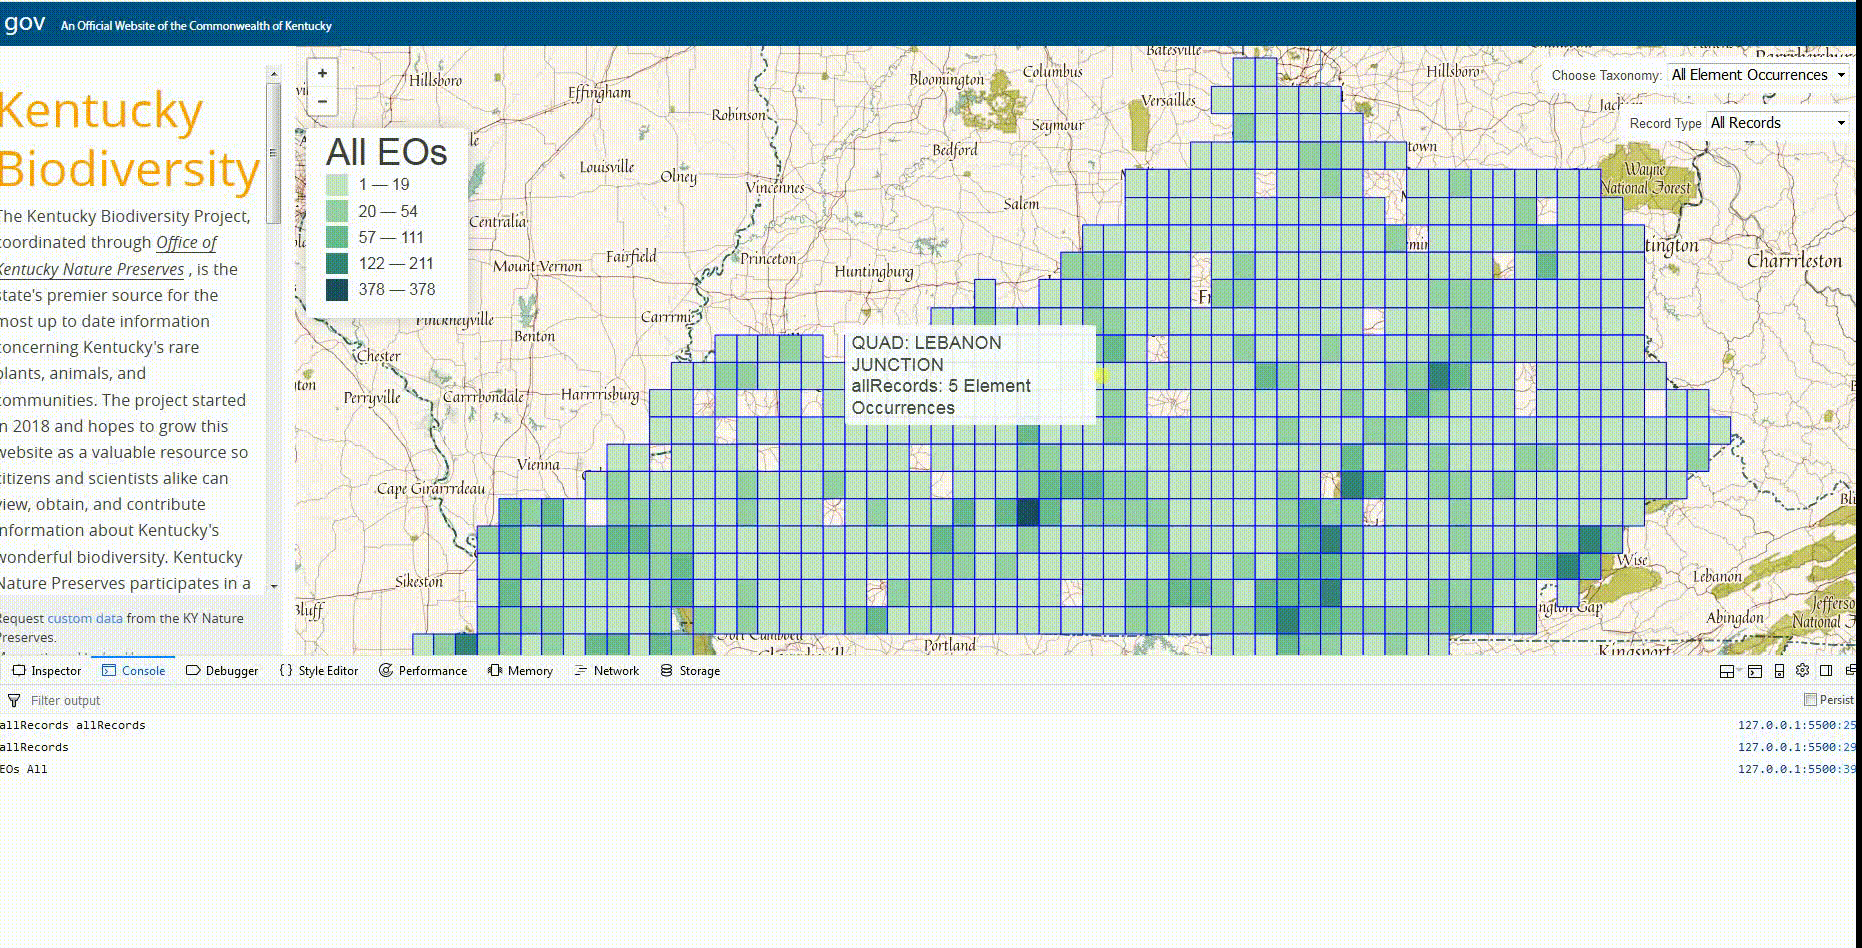 gov An Official Website of the Commonwealth of Kentucky
Kentucky
Biodiversity
The Kentucky Biodiversity Project,
coordinated through Office of
Kentucky Nature Preserves , is the
state's premier source for the
most up to date information
concerning Kentucky's rare
plants, animals, and
communities. The project started
in 2018 and hopes to grow this
website as a valuable resource so
citizens and scientists alike can
view, obtain, and contribute
information about Kentucky's
wonderful biodiversity. Kentucky
Nature Preserves participates in a
Request custom data from the KY Nature
Preserves.
+
−
All EOs
1 — 19
20 — 54
57 — 111
122 — 211
378 — 378
Choose Taxonomy: All Element Occurrences
Record Type All Records
QUAD: LEBANON
JUNCTION
allRecords: 5 Element
Occurrences
Batesville
Hillsboro
Effingham
Bloomington
Columbus
Hillsboro
Versailles
Robinson
Seymour
Bedford
Louisville
Olney
Vincennes
Salem
Wayne
National Forest
Centralia
Fairfield
Mount Vernon
Princeton
Huntingburg
Charrrleston
Pinckneyville
Carrrmi
Benton
Chester
Perryville
Carrrbondale
Harrrrisburg
Vienna
Cape Girarrrdeau
Sikeston
Bluff
Wise
Lebanon
Abingdon
Jefferso
National F
Fort Campbell
Portland
Kingsport
Inspector Console Debugger Style Editor Performance Memory Network Storage
Filter output Persist
allRecords allRecords 127.0.0.1:5500:25
allRecords 127.0.0.1:5500:29
EOs All 127.0.0.1:5500:39